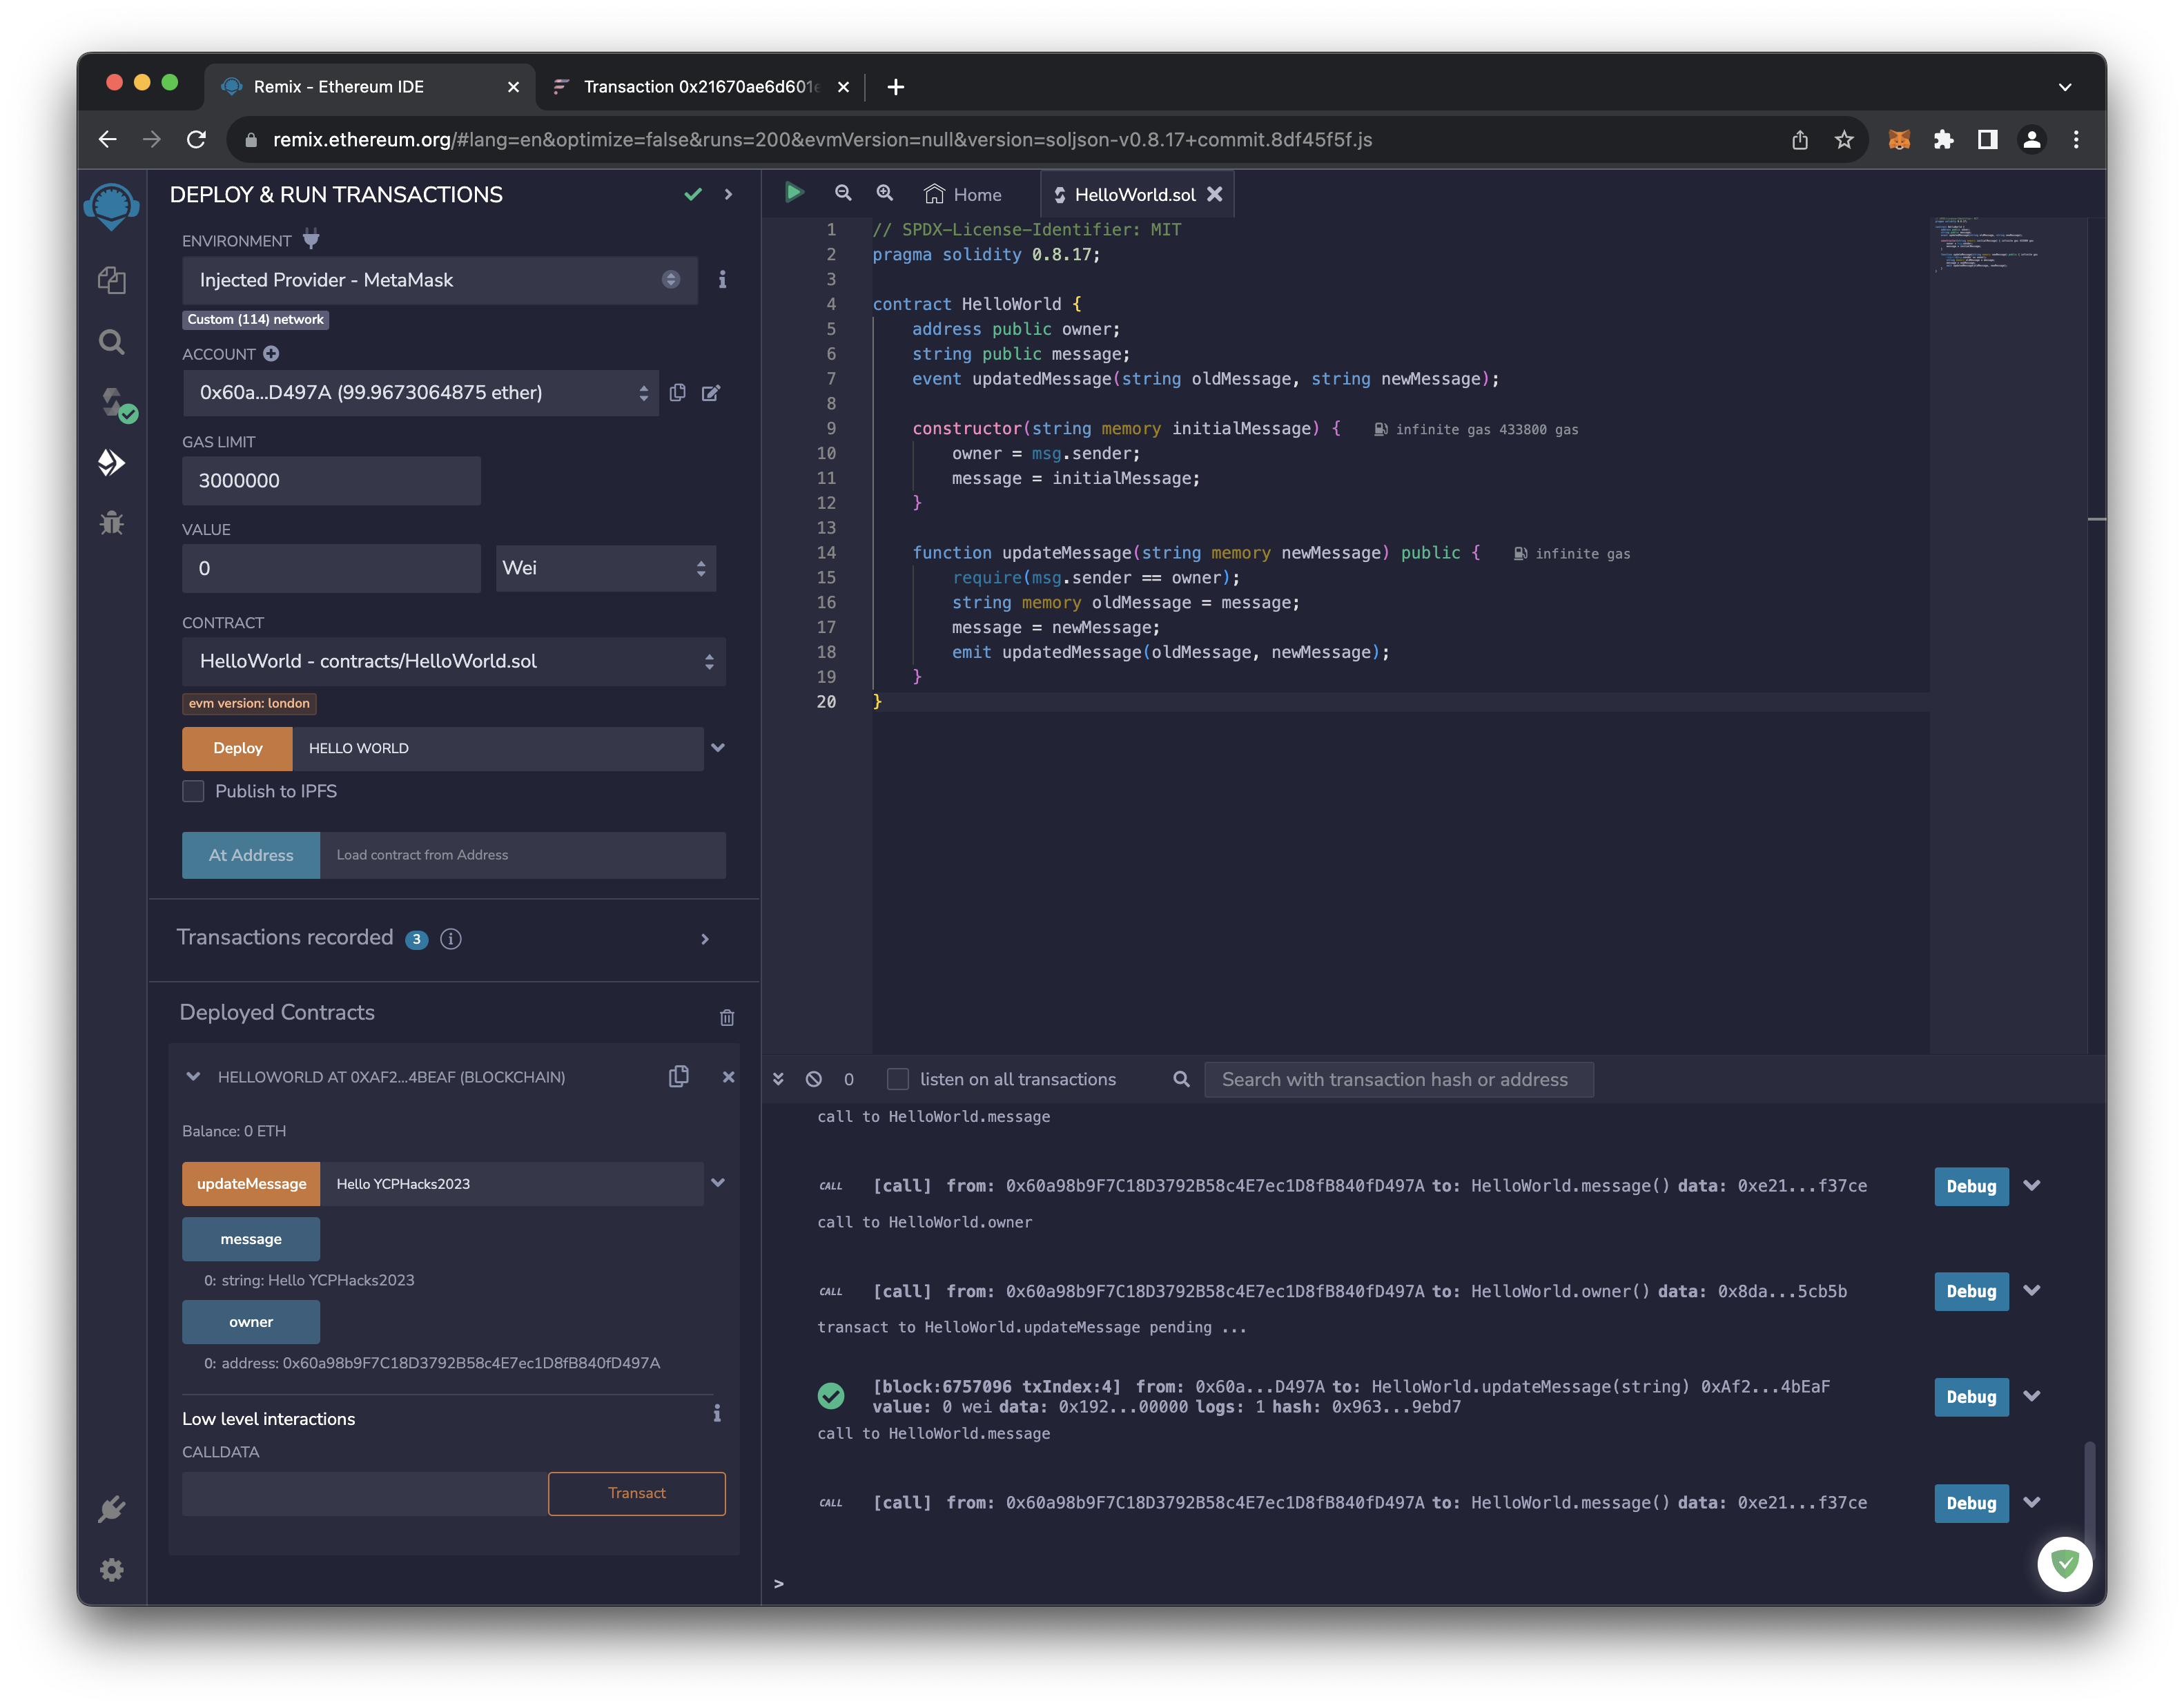 Remix - Ethereum IDE
Transaction 0x21670ae6d601
remix.ethereum.org/#lang=en&optimize=false&runs=200&evmVersion=null&version=soljson-v0.8.17+commit.8df45f5f.js
DEPLOY & RUN TRANSACTIONS
ENVIRONMENT
Injected Provider - MetaMask
Custom (114) network
ACCOUNT
0x60a...D497A (99.9673064875 ether)
GAS LIMIT
3000000
VALUE
0
Wei
CONTRACT
HelloWorld - contracts/HelloWorld.sol
evm version: london
Deploy
HELLO WORLD
Publish to IPFS
At Address
Load contract from Address
Transactions recorded 3
Deployed Contracts
HELLOWORLD AT 0XAF2...4BEAF (BLOCKCHAIN)
Balance: 0 ETH
updateMessage
Hello YCPHacks2023
message
0: string: Hello YCPHacks2023
owner
0: address: 0x60a98b9F7C18D3792B58c4E7ec1D8fB840fD497A
Low level interactions
CALLDATA
Transact
Home
HelloWorld.sol
1 // SPDX-License-Identifier: MIT
2 pragma solidity 0.8.17;
3
4 contract HelloWorld {
5 address public owner;
6 string public message;
7 event updatedMessage(string oldMessage, string newMessage);
8
9 constructor(string memory initialMessage) { infinite gas 433800 gas
10 owner = msg.sender;
11 message = initialMessage;
12 }
13
14 function updateMessage(string memory newMessage) public { infinite gas
15 require(msg.sender == owner);
16 string memory oldMessage = message;
17 message = newMessage;
18 emit updatedMessage(oldMessage, newMessage);
19 }
20 }
0
listen on all transactions
Search with transaction hash or address
call to HelloWorld.message
CALL [call] from: 0x60a98b9F7C18D3792B58c4E7ec1D8fB840fD497A to: HelloWorld.message() data: 0xe21...f37ce
Debug
call to HelloWorld.owner
CALL [call] from: 0x60a98b9F7C18D3792B58c4E7ec1D8fB840fD497A to: HelloWorld.owner() data: 0x8da...5cb5b
Debug
transact to HelloWorld.updateMessage pending ...
[block:6757096 txIndex:4] from: 0x60a...D497A to: HelloWorld.updateMessage(string) 0xAf2...4bEaF
value: 0 wei data: 0x192...00000 logs: 1 hash: 0x963...9ebd7
Debug
call to HelloWorld.message
CALL [call] from: 0x60a98b9F7C18D3792B58c4E7ec1D8fB840fD497A to: HelloWorld.message() data: 0xe21...f37ce
Debug
>